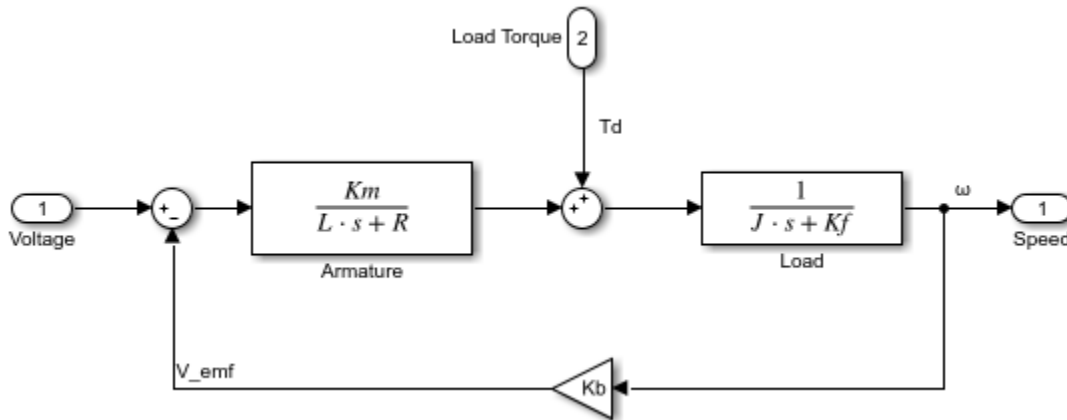 Load Torque
2
Td
1
Voltage
+
−
Km
L · s + R
Armature
+
+
1
J · s + Kf
Load
ω
1
Speed
V_emf
Kb